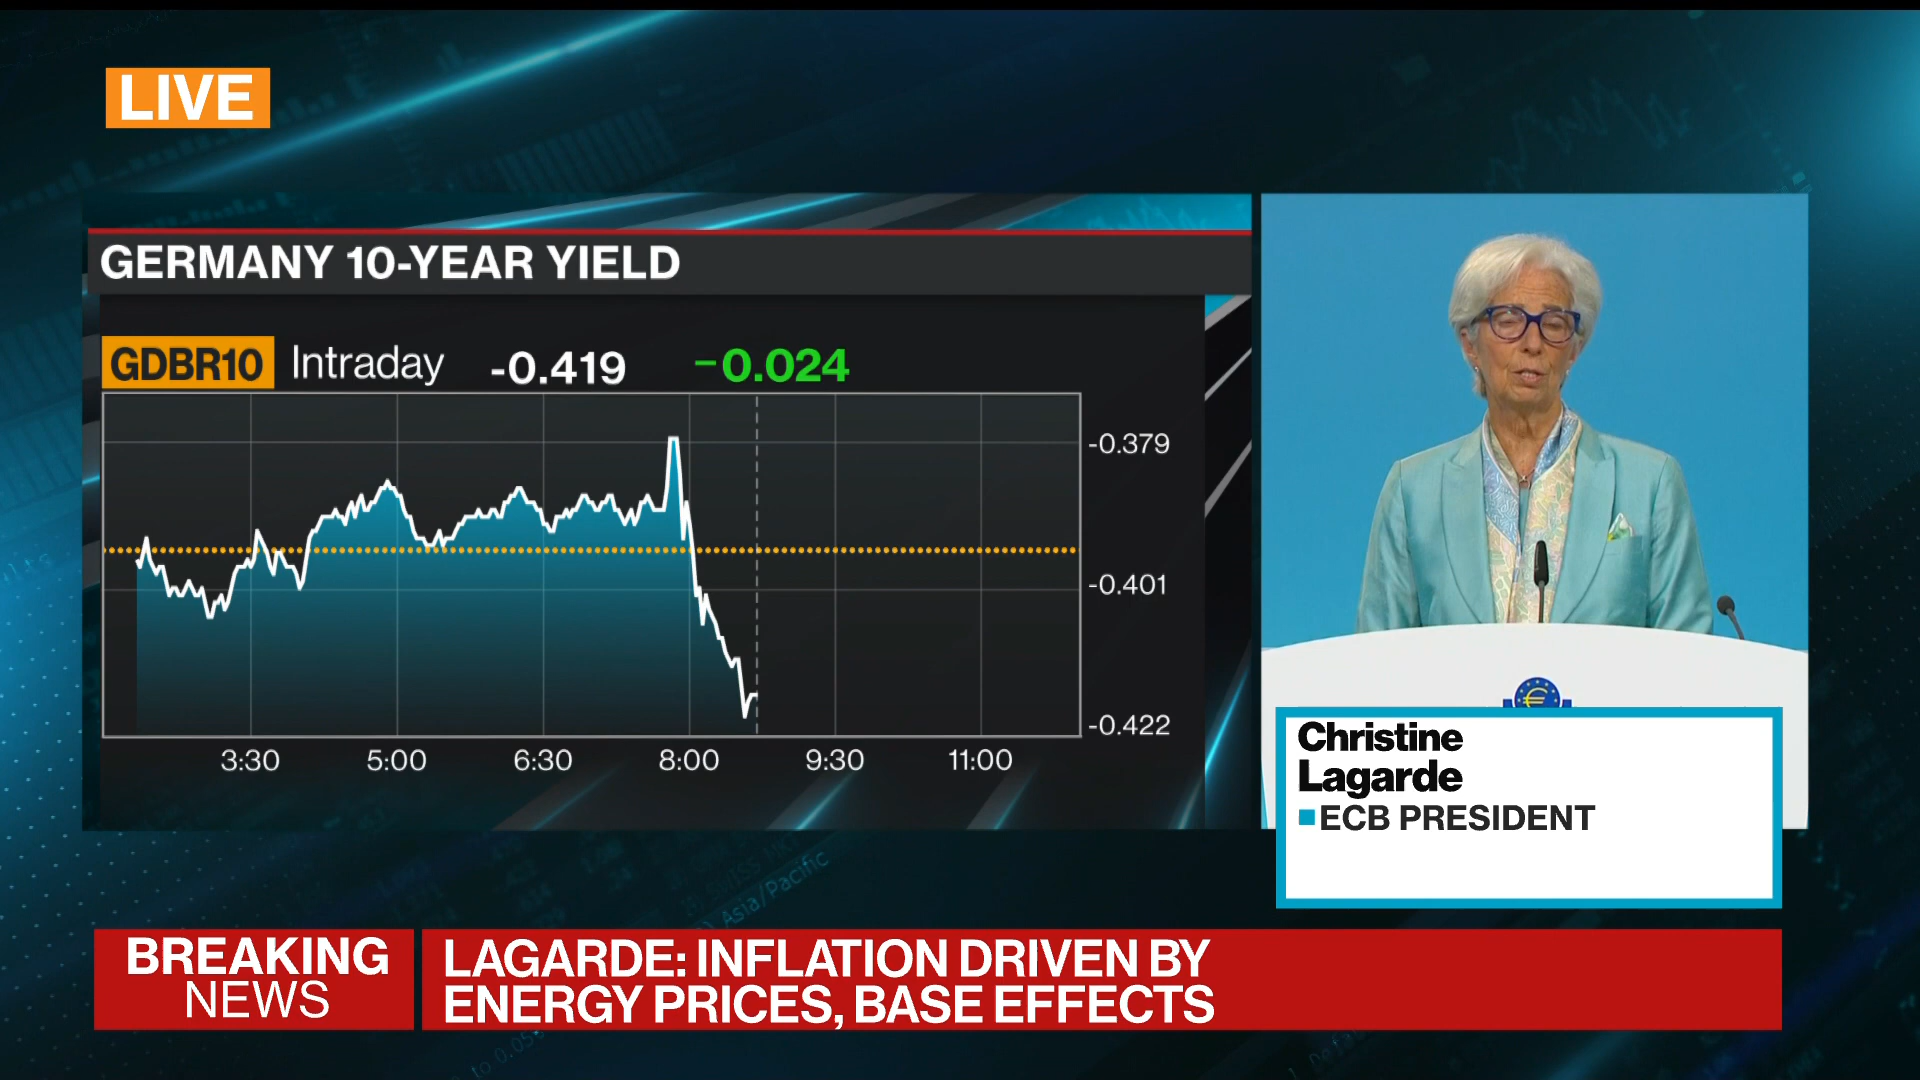 LIVE
GERMANY 10-YEAR YIELD
GDBR10 Intraday -0.419 -0.024
-0.379
-0.401
-0.422
3:30 5:00 6:30 8:00 9:30 11:00
Christine
Lagarde
ECB PRESIDENT
Asia/Pacific
BREAKING
NEWS
LAGARDE: INFLATION DRIVEN BY
ENERGY PRICES, BASE EFFECTS